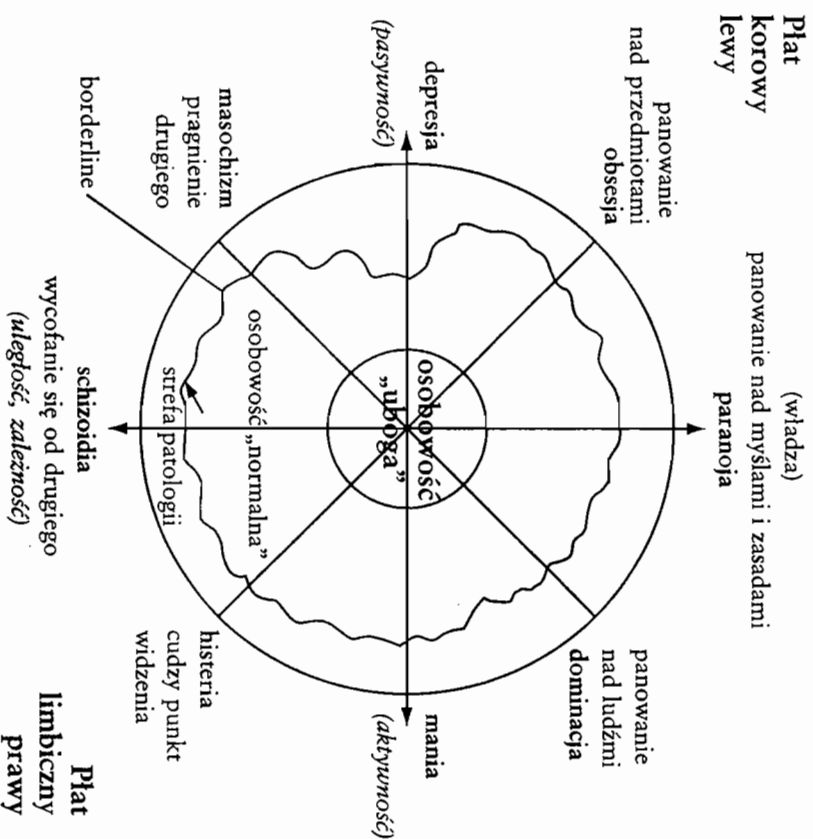 Płat
korowy
lewy
(władza)
panowanie nad myślami i zasadami
paranoja
panowanie
nad przedmiotami
obsesja
panowanie
nad ludźmi
dominacja
depresja
(pasywność)
osobowość
„uboga”
mania
(aktywność)
masochizm
pragnienie
drugiego
borderline
osobowość „normalna”
strefa patologii
histeria
cudzy punkt
widzenia
schizoidia
wycofanie się od drugiego
(uległość, zależność)
Płat
limbiczny
prawy